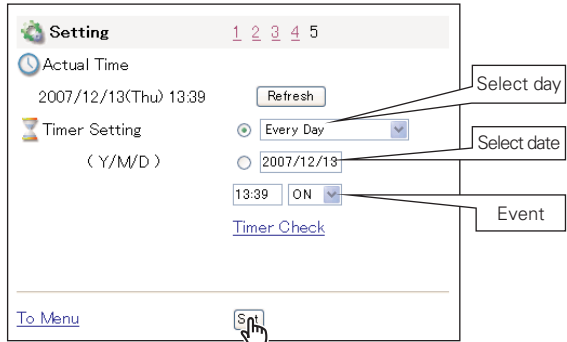 Setting 1 2 3 4 5
Actual Time
2007/12/13(Thu) 13:39 Refresh
Select day
Timer Setting Every Day
Select date
( Y/M/D ) 2007/12/13
13:39 ON
Event
Timer Check
To Menu Set